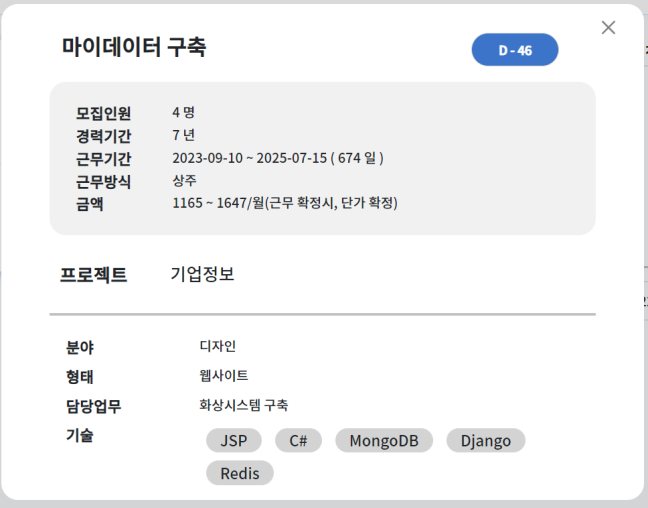 마이데이터 구축
D - 46
모집인원 4 명
경력기간 7 년
근무기간 2023-09-10 ~ 2025-07-15 ( 674 일 )
근무방식 상주
금액 1165 ~ 1647/월(근무 확정시, 단가 확정)
프로젝트 기업정보
분야 디자인
형태 웹사이트
담당업무 화상시스템 구축
기술 JSP C# MongoDB Django
Redis